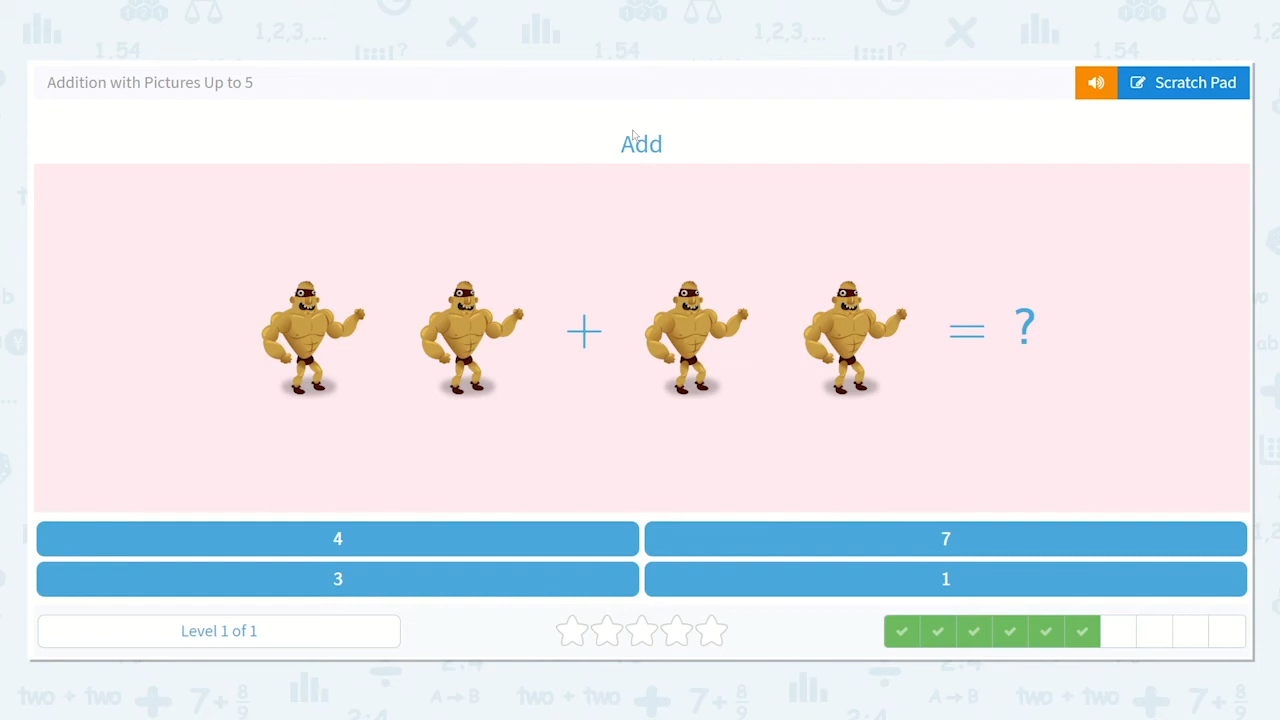 Addition with Pictures Up to 5
Scratch Pad
Add
+ = ?
4 7
3 1
Level 1 of 1